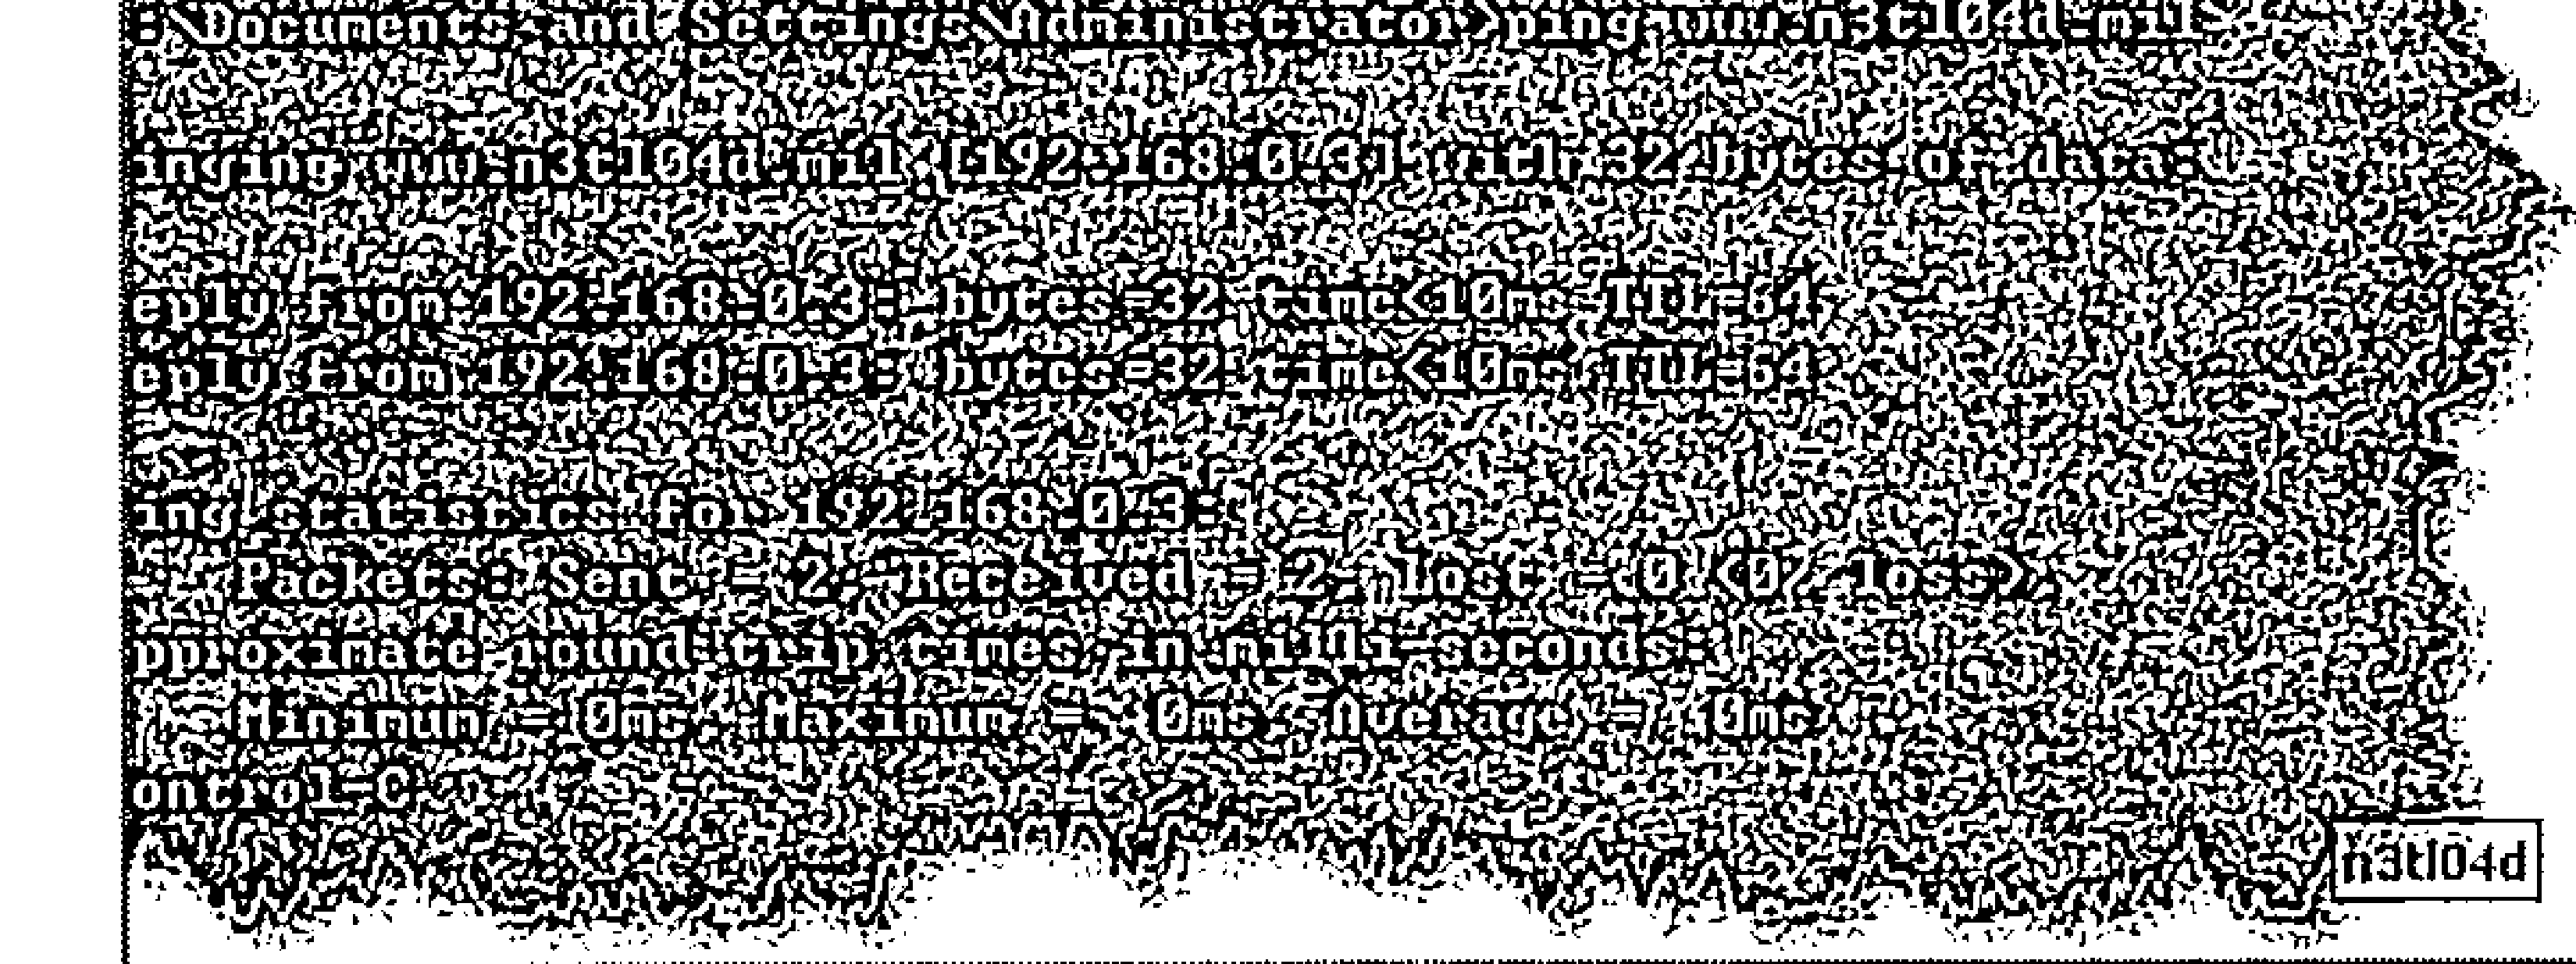 :\Documents and Settings\Administrator>ping www.n3tl04d.mil
inging www.n3tl04d.mil [192.168.0.3] with 32 bytes of data:
eply from 192.168.0.3: bytes=32 time<10ms TTL=64
eply from 192.168.0.3: bytes=32 time<10ms TTL=64
ing statistics for 192.168.0.3:
Packets: Sent = 2, Received = 2, Lost = 0 (0% loss),
pproximate round trip times in milli-seconds:
Minimum = 0ms, Maximum = 0ms, Average = 0ms
ontrol-C
n3tl04d